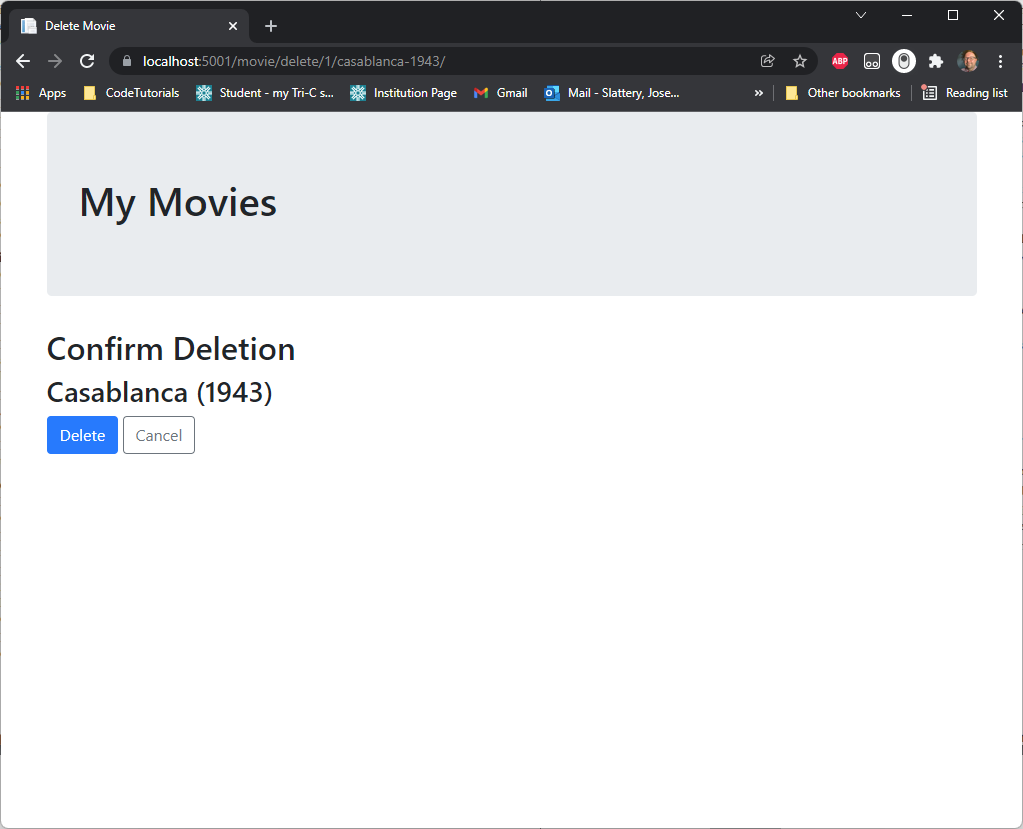 Delete Movie
localhost:5001/movie/delete/1/casablanca-1943/
ABP
Apps CodeTutorials Student - my Tri-C s... Institution Page Gmail Mail - Slattery, Jose... » Other bookmarks Reading list
My Movies
Confirm Deletion
Casablanca (1943)
Delete Cancel